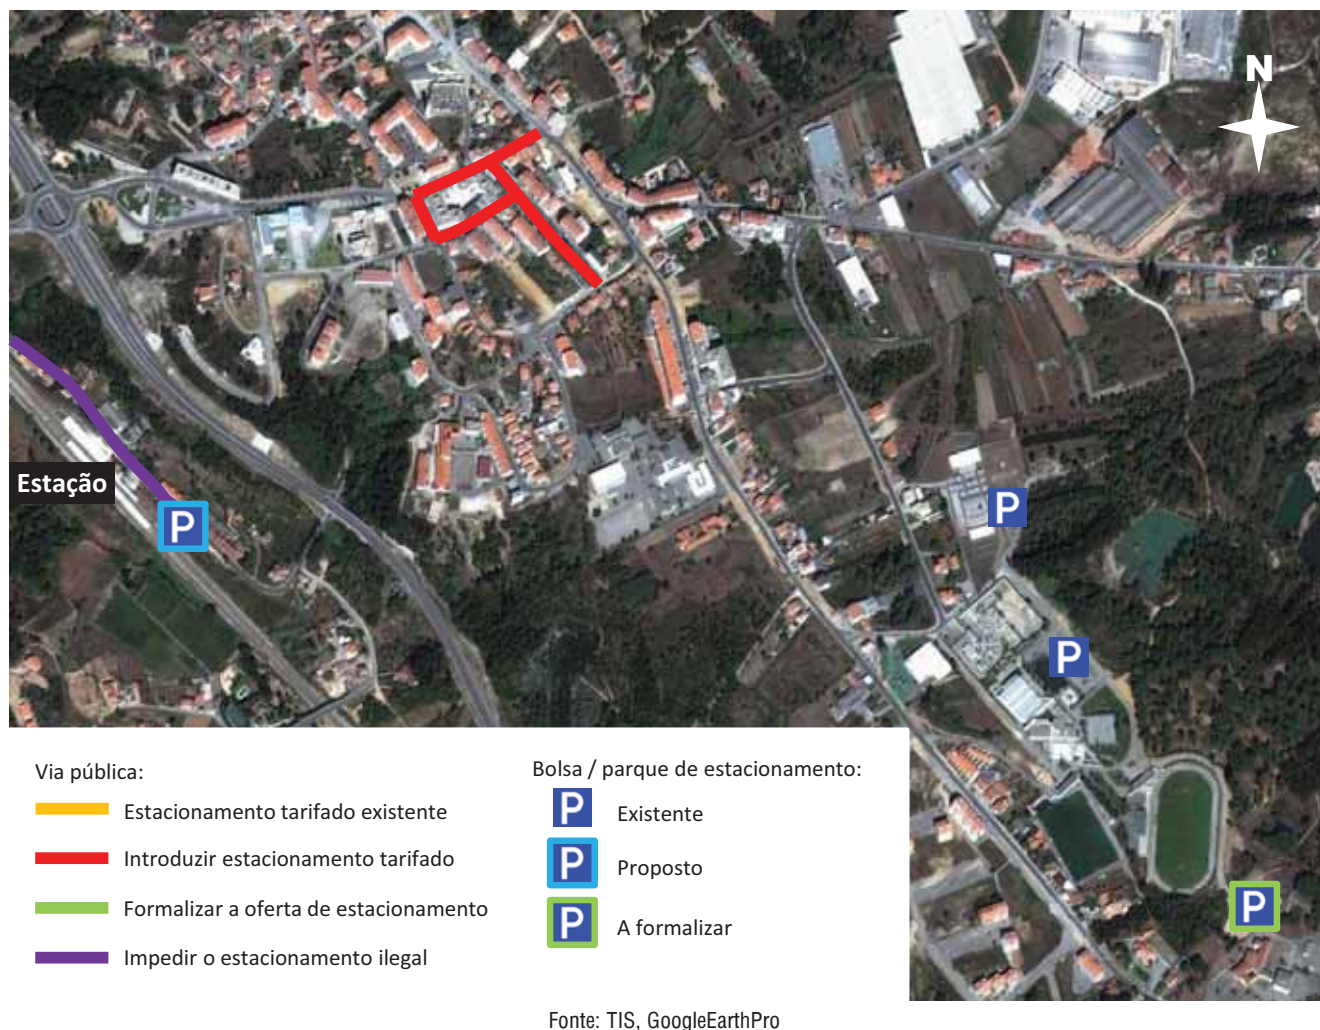 N
Estação
P
P
P
P
Via pública:
Estacionamento tarifado existente
Introduzir estacionamento tarifado
Formalizar a oferta de estacionamento
Impedir o estacionamento ilegal
Bolsa / parque de estacionamento:
P Existente
P Proposto
P A formalizar
Fonte: TIS, GoogleEarthPro